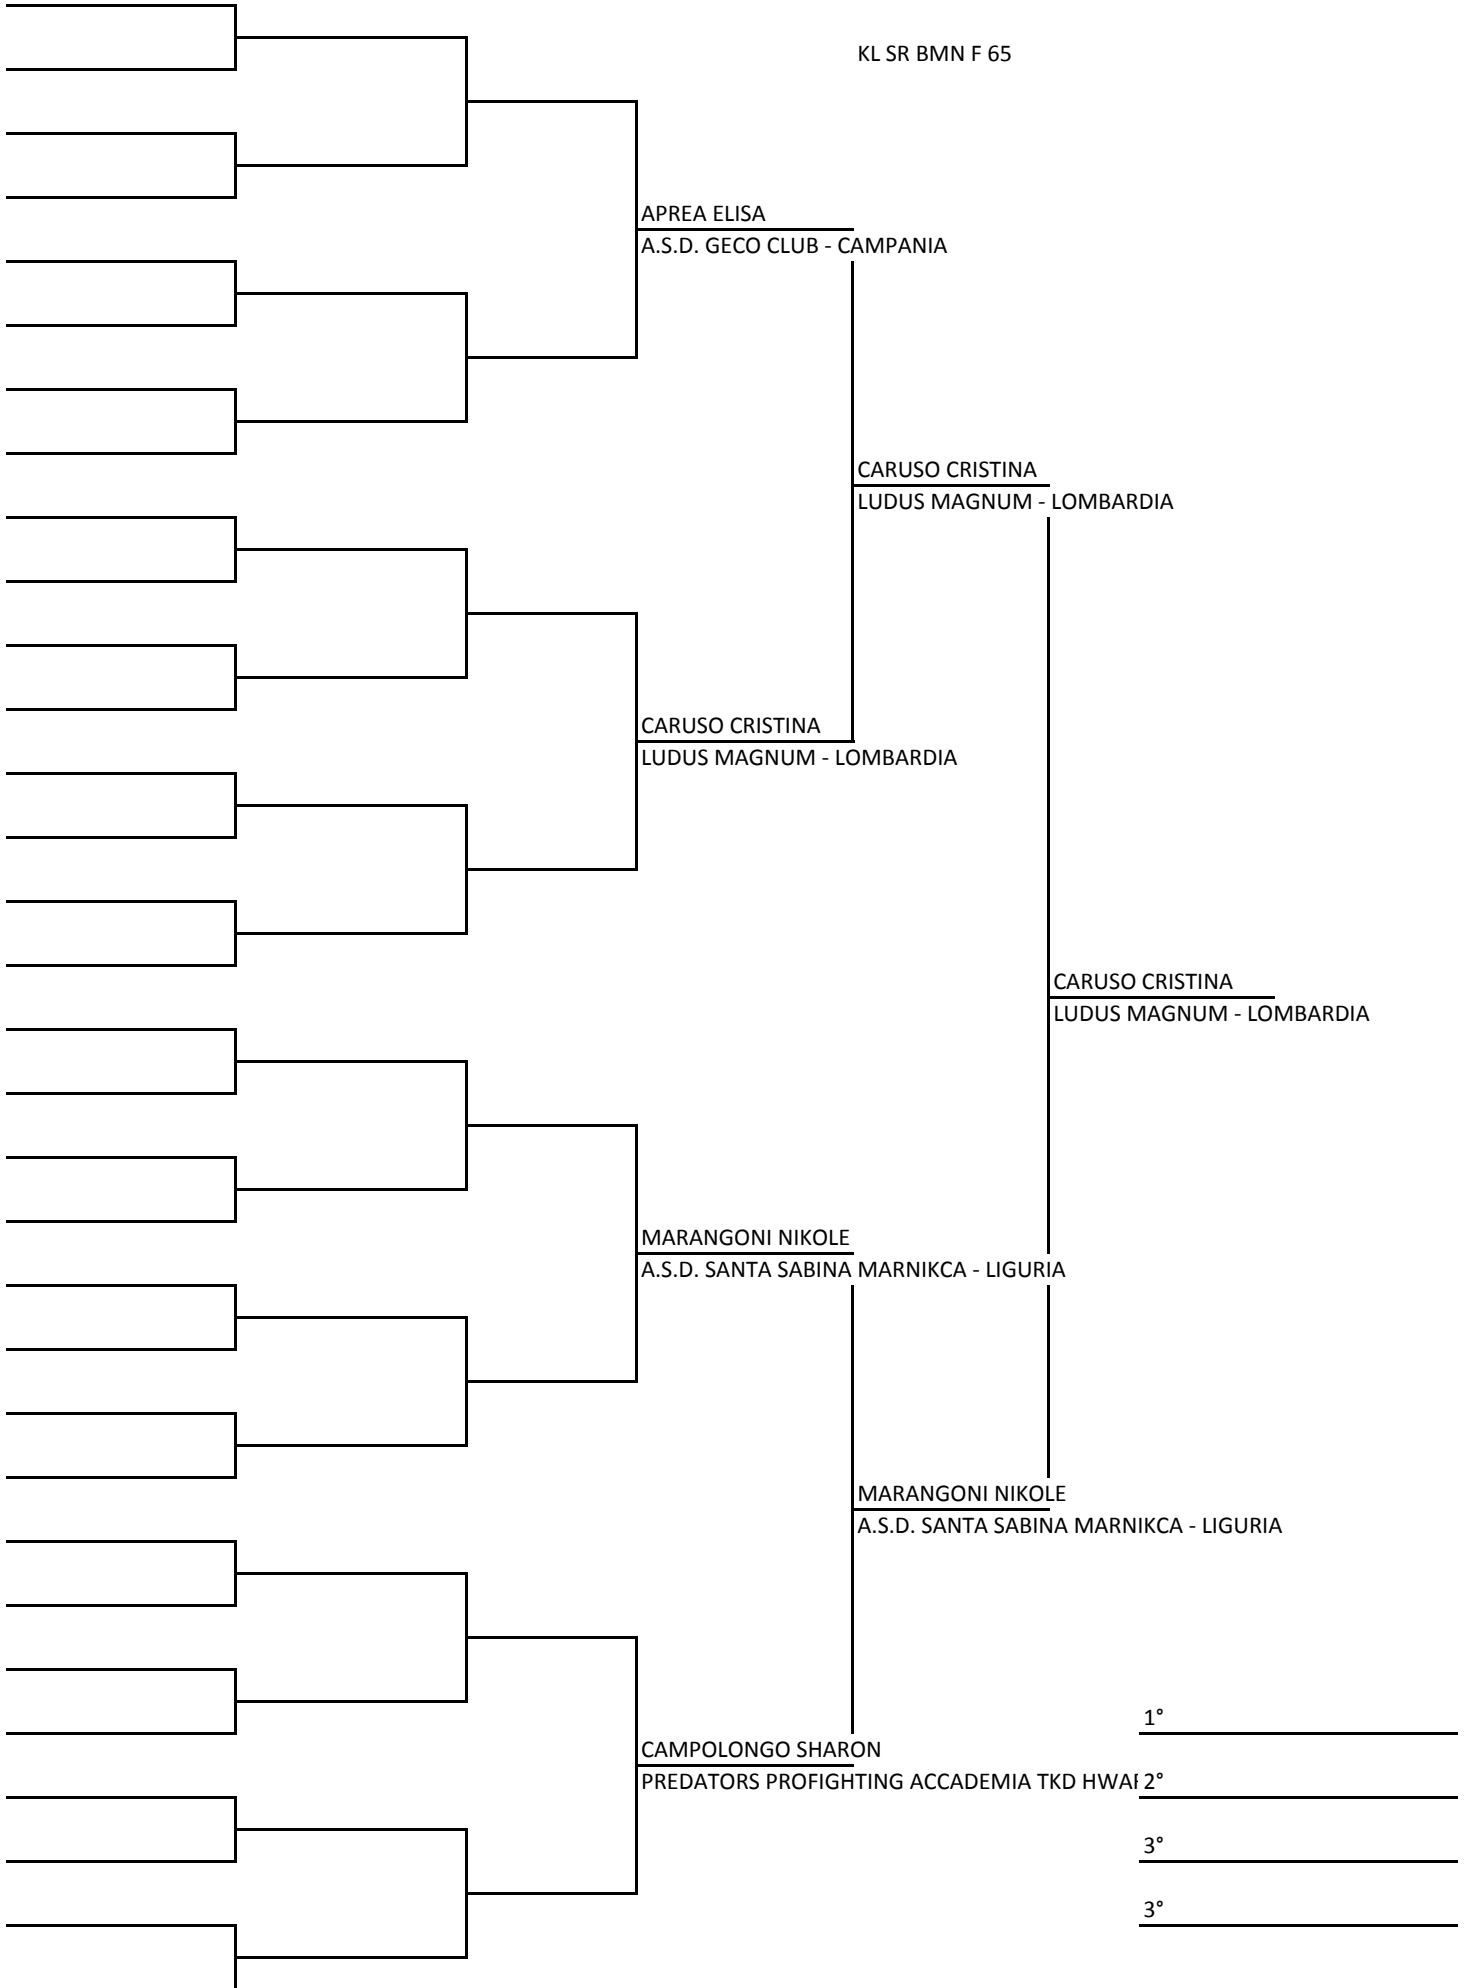 KL SR BMN F 65
APREA ELISA
A.S.D. GECO CLUB - CAMPANIA
CARUSO CRISTINA
LUDUS MAGNUM - LOMBARDIA
CARUSO CRISTINA
LUDUS MAGNUM - LOMBARDIA
CARUSO CRISTINA
LUDUS MAGNUM - LOMBARDIA
MARANGONI NIKOLE
A.S.D. SANTA SABINA MARNIKCA - LIGURIA
MARANGONI NIKOLE
A.S.D. SANTA SABINA MARNIKCA - LIGURIA
1°
CAMPOLONGO SHARON
PREDATORS PROFIGHTING ACCADEMIA TKD
2°
3°
3°